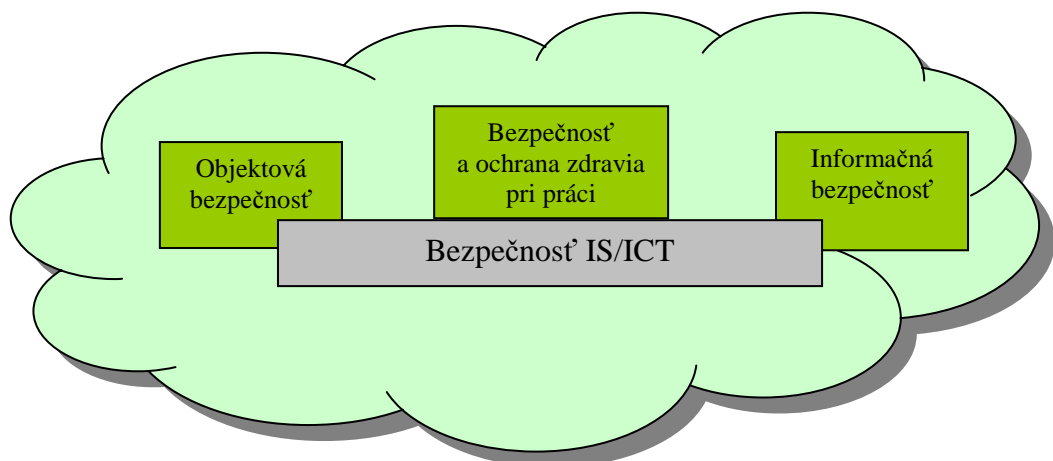 Objektová
bezpečnosť
Bezpečnosť
a ochrana zdravia
pri práci
Informačná
bezpečnosť
Bezpečnosť IS/ICT